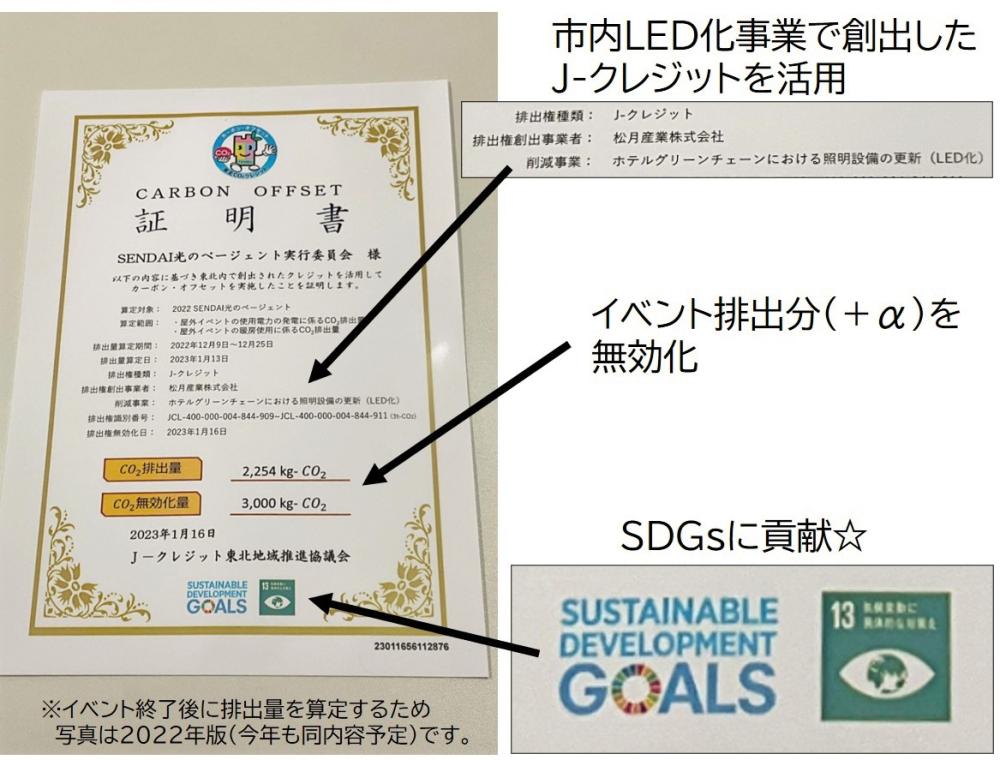 市内LED化事業で創出した
J-クレジットを活用
排出権種類： J-クレジット
排出権創出事業者： 松月産業株式会社
削減事業： ホテルグリーンチェーンにおける照明設備の更新（LED化）
イベント排出分(＋α)を
無効化
SDGsに貢献☆
SUSTAINABLE
DEVELOPMENT
GOALS
13 気候変動に
具体的な対策を
CARBON OFFSET
証明書
SENDAI光のページェント実行委員会 様
以下の内容に基づき東北内で創出されたクレジットを活用して
カーボン・オフセットを実施したことを証明します。
算定対象： 2022 SENDAI光のページェント
算定範囲： ・屋外イベントの使用電力の発電に係るCO₂排出量
・屋外イベントの暖房使用に係るCO₂排出量
排出量算定期間： 2022年12月9日～12月25日
排出量算定日： 2023年1月13日
排出権種類： J-クレジット
排出権創出事業者： 松月産業株式会社
削減事業： ホテルグリーンチェーンにおける照明設備の更新（LED化）
排出権識別番号： JCL-400-000-004-844-909~JCL-400-000-004-844-911 (3t-CO₂)
排出権無効化日： 2023年1月16日
CO₂排出量 2,254 kg- CO₂
CO₂無効化量 3,000 kg- CO₂
2023年1月16日
J－クレジット東北地域推進協議会
SUSTAINABLE
DEVELOPMENT
GOALS
13
23011656112876
※イベント終了後に排出量を算定するため
写真は2022年版(今年も同内容予定)です。